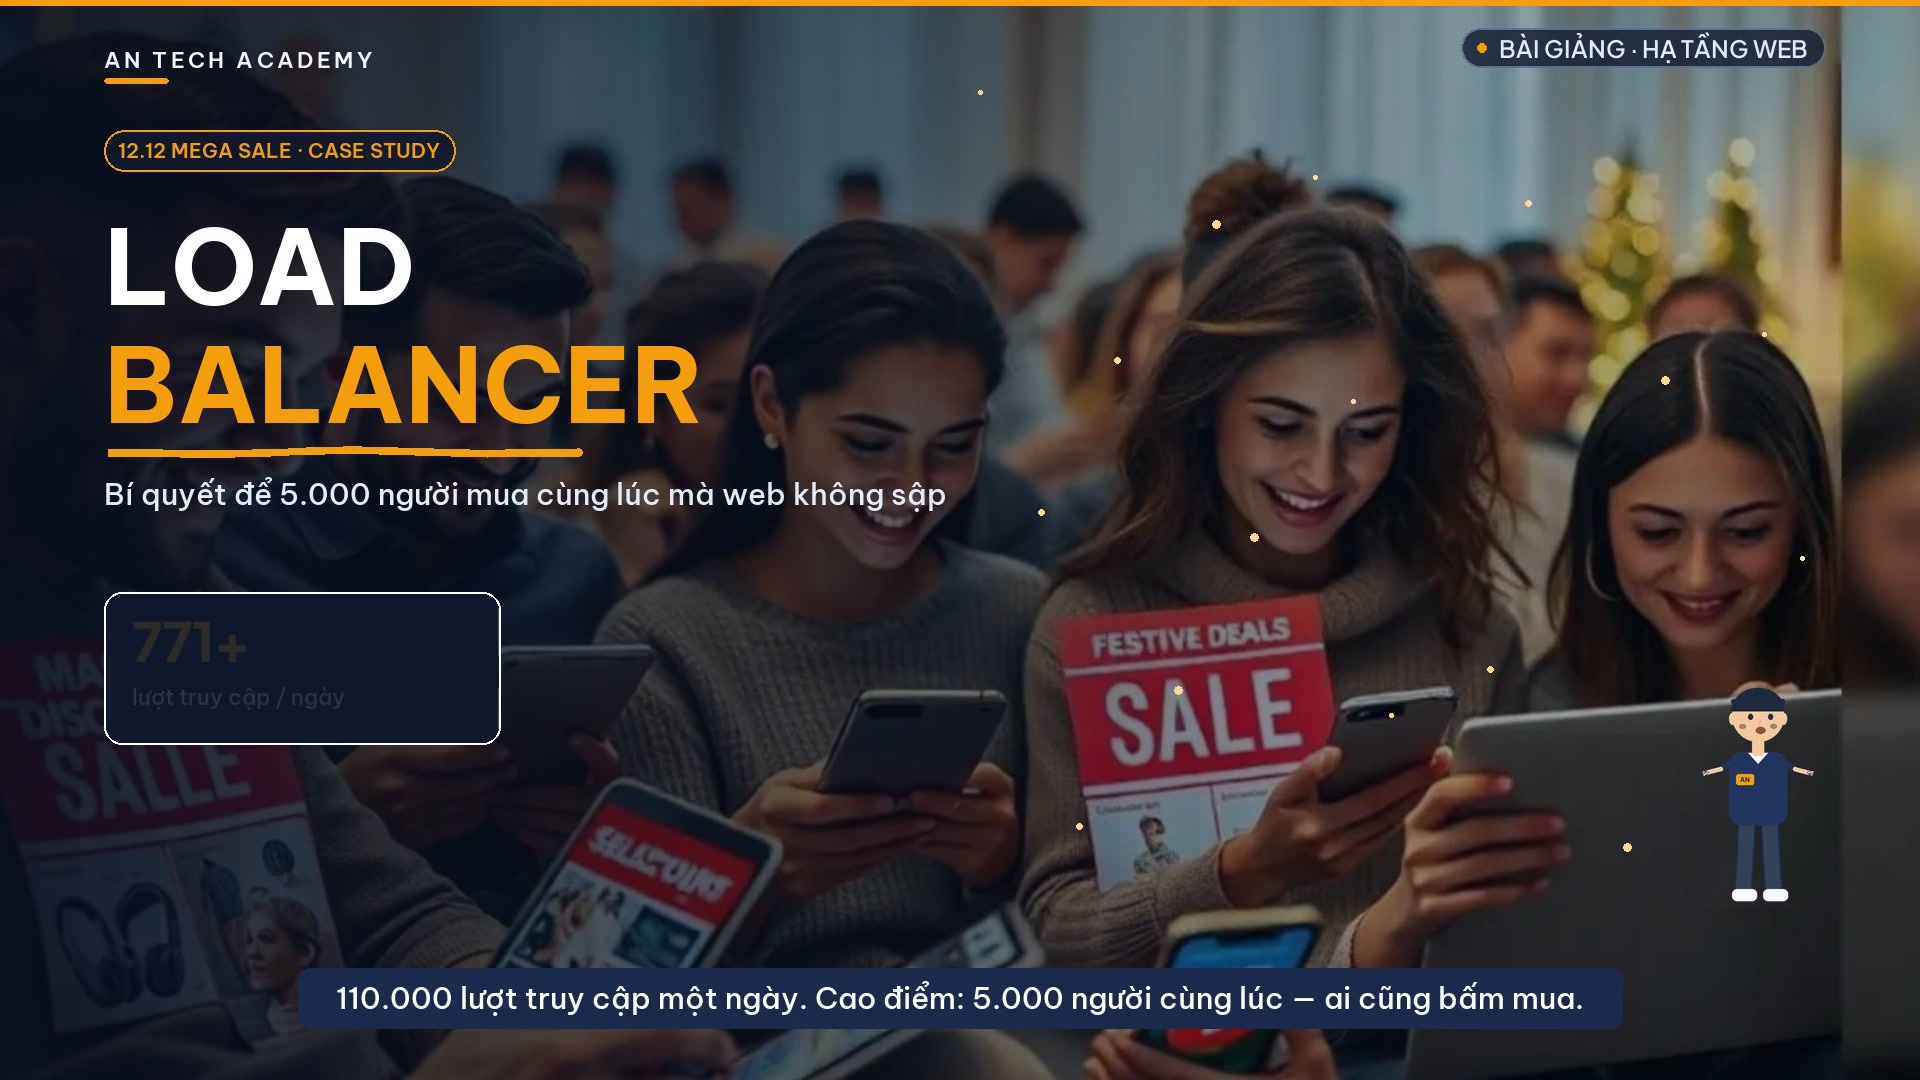 AN TECH ACADEMY
BÀI GIẢNG · HẠ TẦNG WEB
12.12 MEGA SALE · CASE STUDY
LOAD
BALANCER
Bí quyết để 5.000 người mua cùng lúc mà web không sập
771+
lượt truy cập / ngày
FESTIVE DEALS
SALE
SALLE
AN
110.000 lượt truy cập một ngày. Cao điểm: 5.000 người cùng lúc — ai cũng bấm mua.